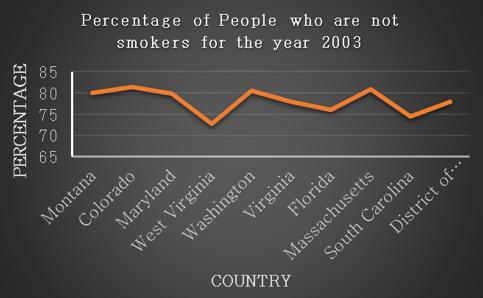 Percentage of People who are not
smokers for the year 2003
PERCENTAGE
85
80
75
70
65
Montana
Colorado
Maryland
West Virginia
Washington
Virginia
Florida
Massachusetts
South Carolina
District of…
COUNTRY